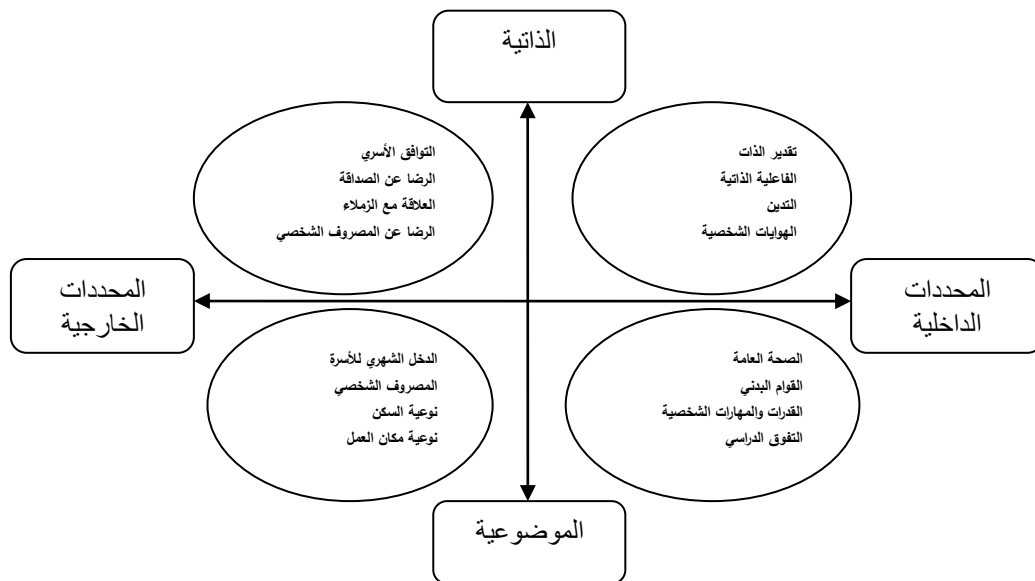 الذاتية
تقدير الذات
الفاعلية الذاتية
التدين
الهوايات الشخصية
التوافق الأسري
الرضا عن الصداقة
العلاقة مع الزملاء
الرضا عن المصروف الشخصي
المحددات
الداخلية
المحددات
الخارجية
الصحة العامة
القوام البدني
القدرات والمهارات الشخصية
التفوق الدراسي
الدخل الشهري للأسرة
المصروف الشخصي
نوعية السكن
نوعية مكان العمل
الموضوعية